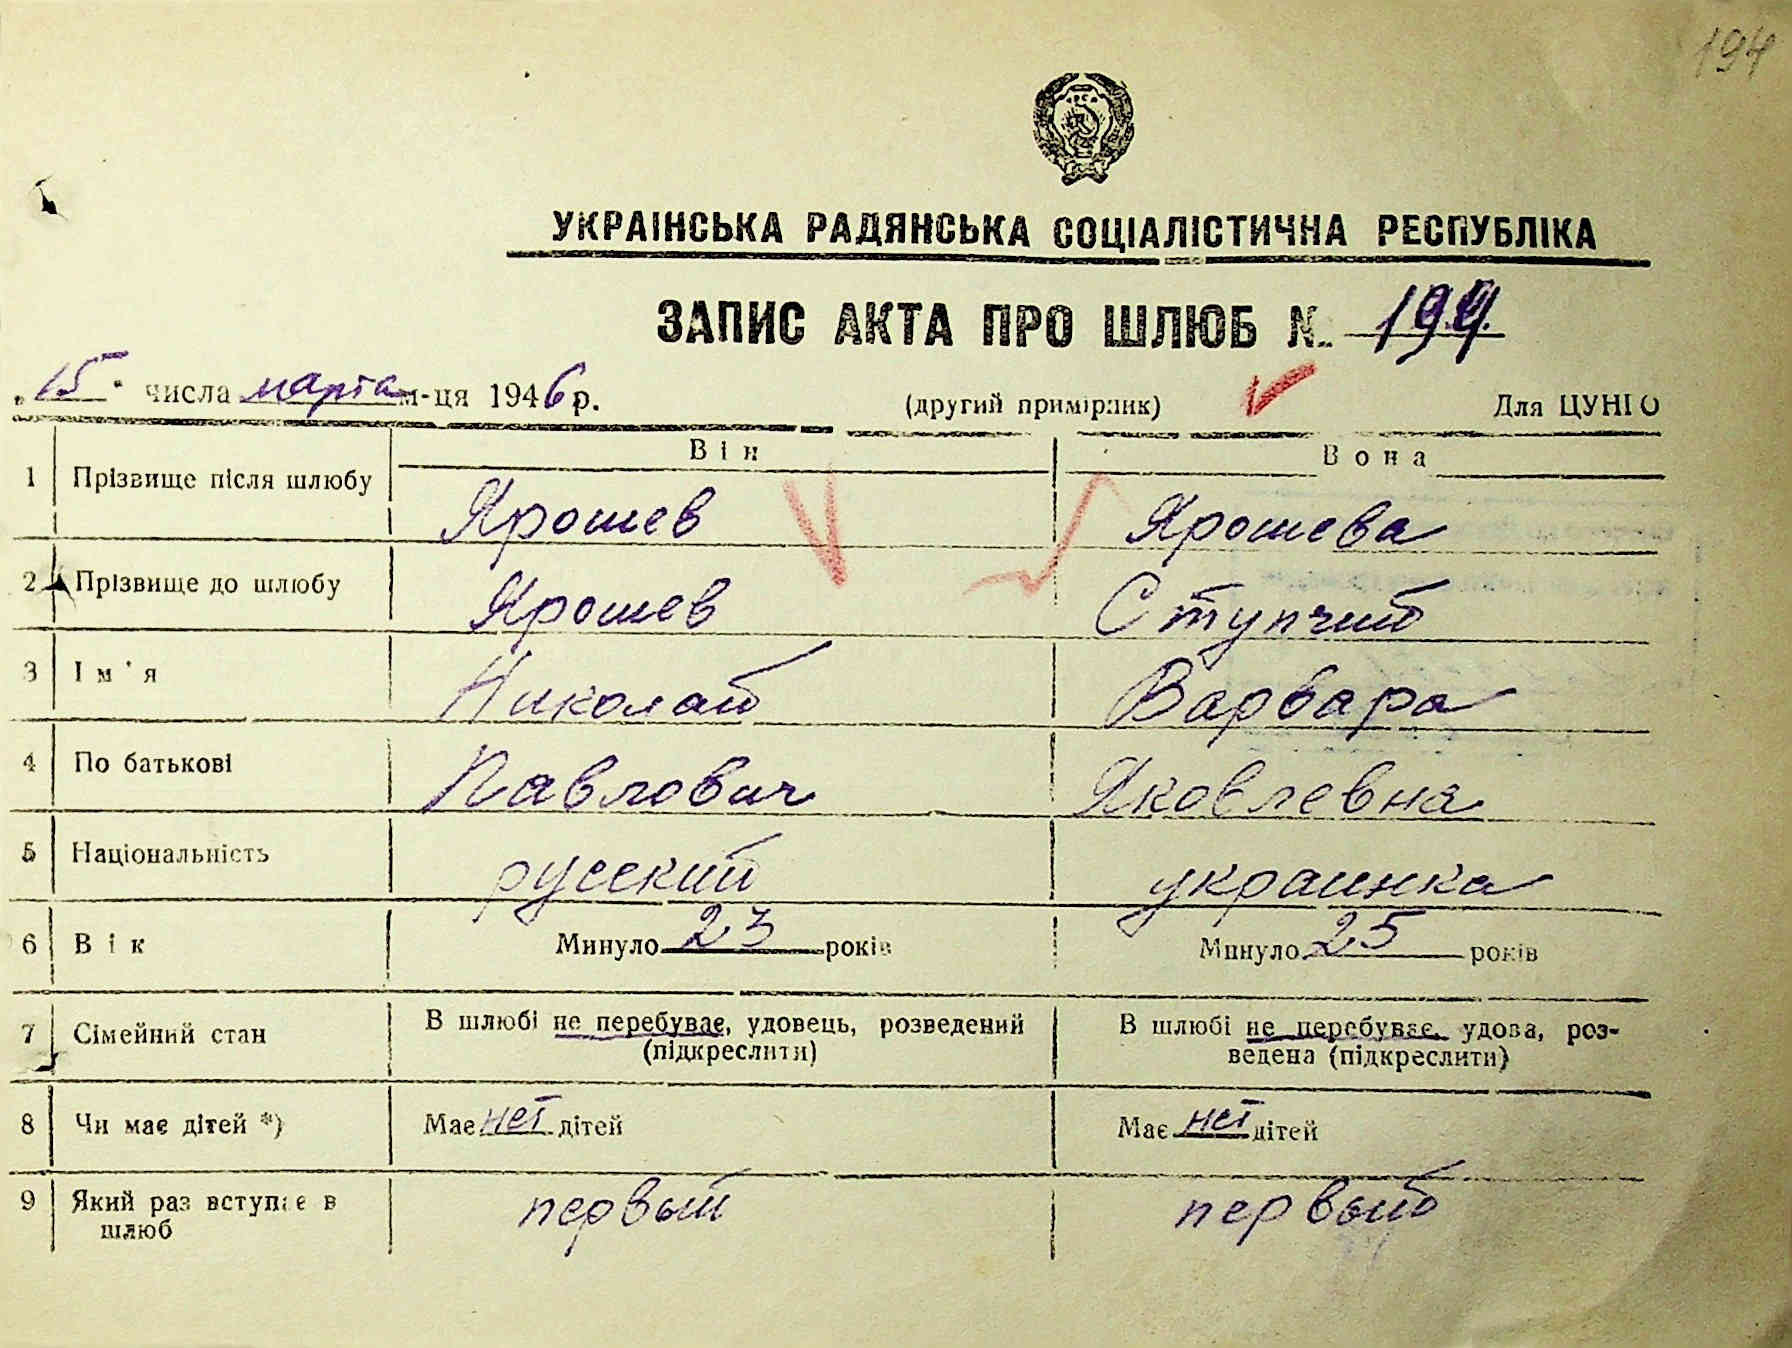 194
УКРАЇНСЬКА РАДЯНСЬКА СОЦІАЛІСТИЧНА РЕСПУБЛІКА
ЗАПИС АКТА ПРО ШЛЮБ №
"15" числа марта м-ця 1946 р. (другий примірник) Для ЦУНГО
Він Вона
1 Прізвище після шлюбу Ярошев Ярошева
2 Прізвище до шлюбу Ярошев Ступчий
3 Ім'я Николай Варвара
4 По батькові Павлович Яковлевна
5 Національність русский украинка
6 Вік Минуло 23 років Минуло 25 років
7 Сімейний стан В шлюбі не перебуває, удовець, розведений В шлюбі не перебуває, удова, роз-
(підкреслити) ведена (підкреслити)
8 Чи має дітей *) Має нет дітей Має нет дітей
9 Який раз вступає в первый первый
шлюб